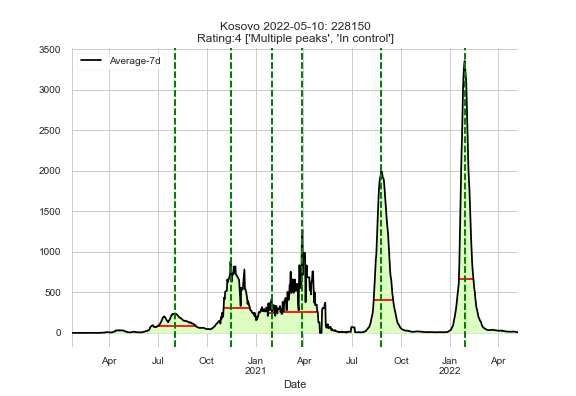 Kosovo 2022-05-10: 228150
Rating:4 ['Multiple peaks', 'In control']
Average-7d
3500
3000
2500
2000
1500
1000
500
0
Apr Jul Oct Jan Apr Jul Oct Jan Apr
2021 2022
Date